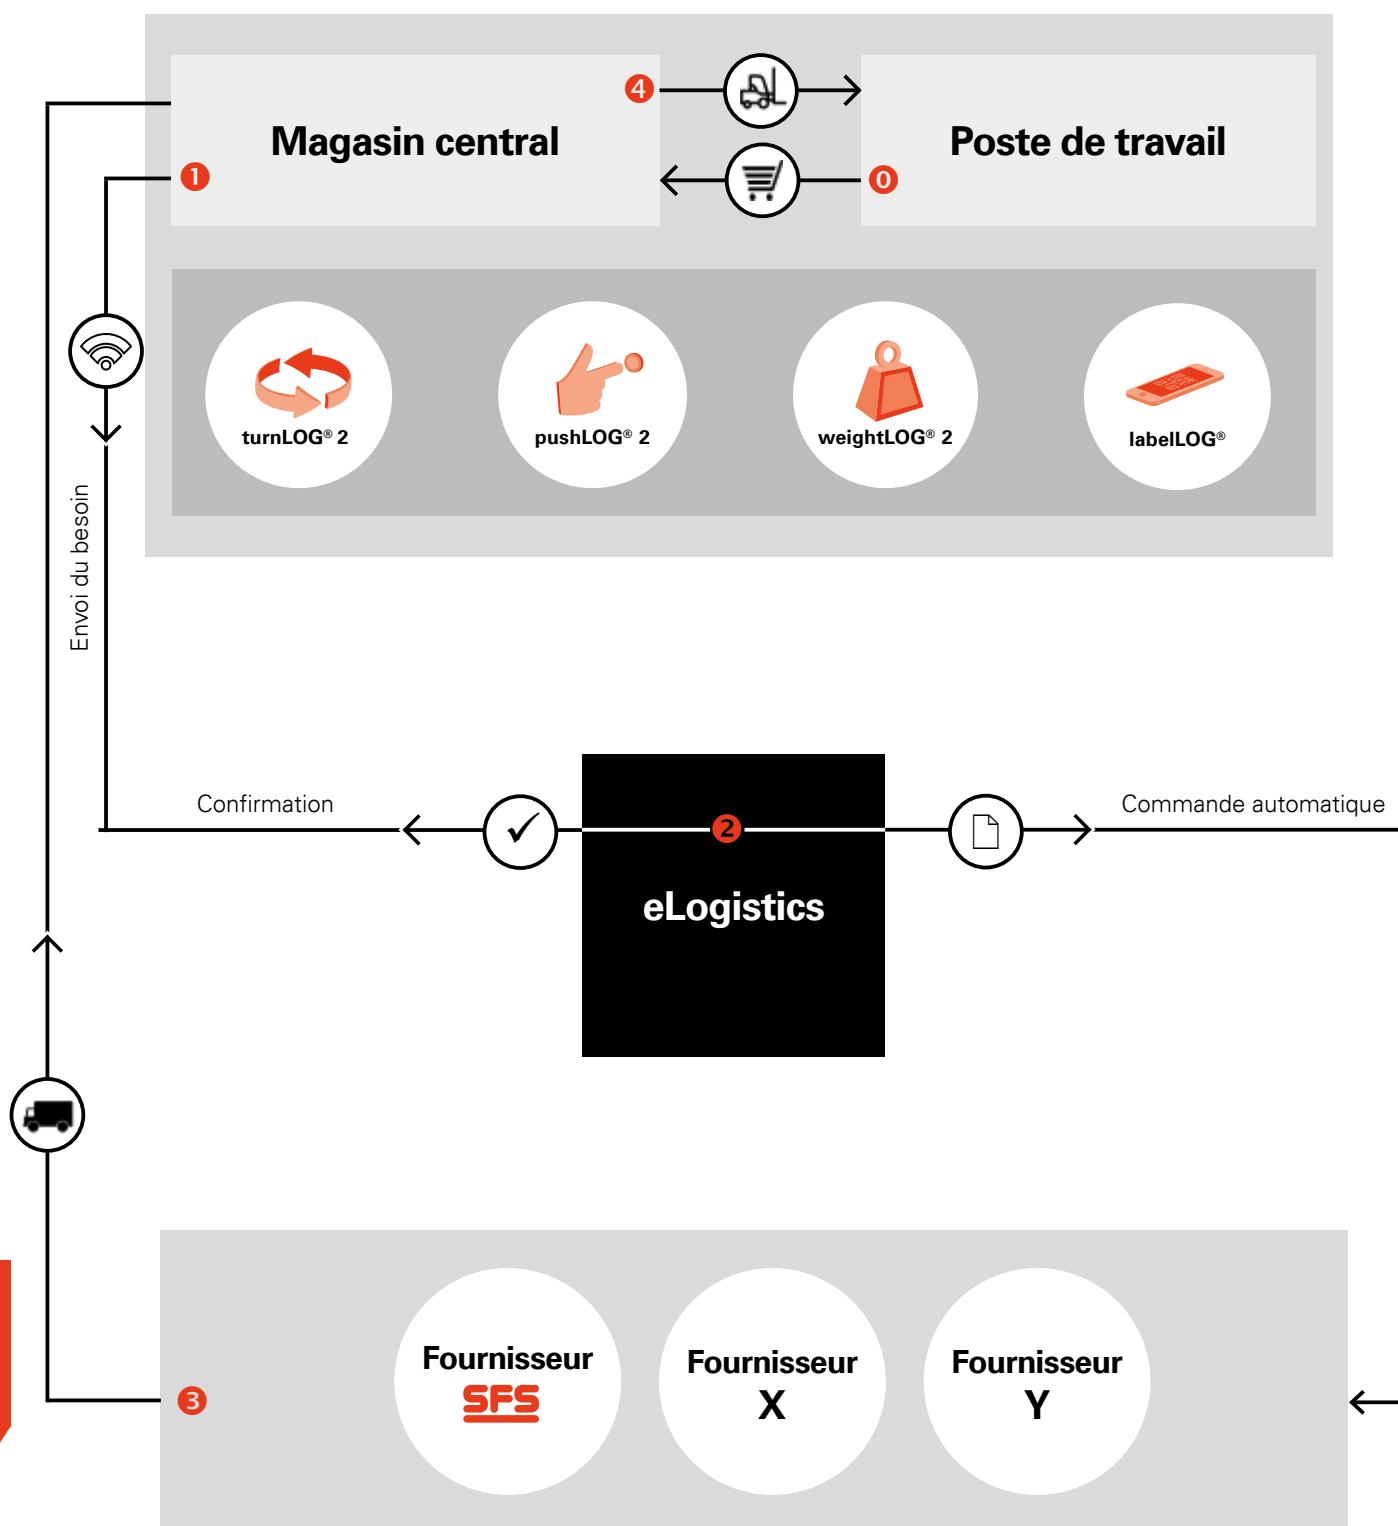 4
Magasin central
Poste de travail
1
0
turnLOG® 2
pushLOG® 2
weightLOG® 2
labelLOG®
Envoi du besoin
Confirmation
2
Commande automatique
eLogistics
Fournisseur
SFS
Fournisseur
X
Fournisseur
Y
3